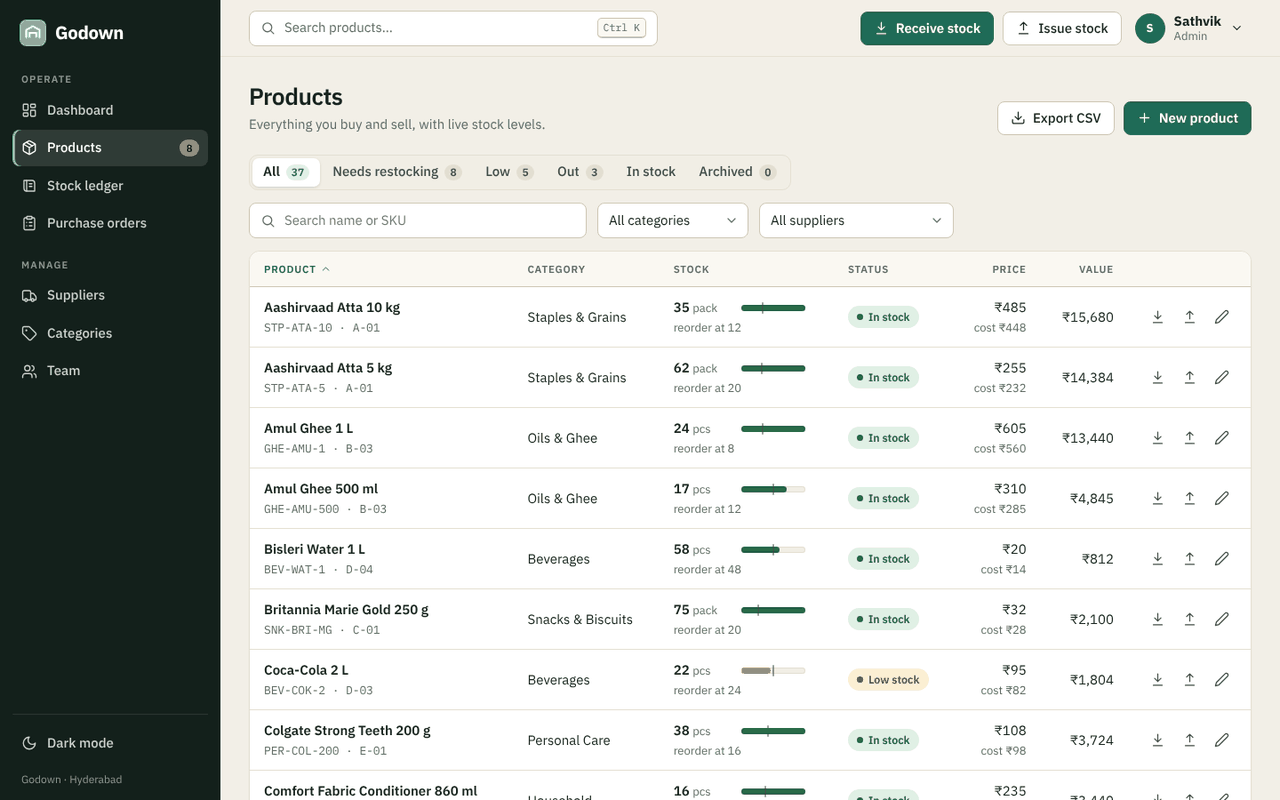 Godown
OPERATE
Dashboard
Products 8
Stock ledger
Purchase orders
MANAGE
Suppliers
Categories
Team
Dark mode
Godown · Hyderabad
Search products... Ctrl K
Receive stock
Issue stock
S
Sathvik
Admin
Products
Everything you buy and sell, with live stock levels.
Export CSV
New product
All 37 Needs restocking 8 Low 5 Out 3 In stock Archived 0
Search name or SKU All categories All suppliers
PRODUCT CATEGORY STOCK STATUS PRICE VALUE
Aashirvaad Atta 10 kg
STP-ATA-10 · A-01
Staples & Grains
35 pack
reorder at 12
In stock
₹485
cost ₹448
₹15,680
Aashirvaad Atta 5 kg
STP-ATA-5 · A-01
Staples & Grains
62 pack
reorder at 20
In stock
₹255
cost ₹232
₹14,384
Amul Ghee 1 L
GHE-AMU-1 · B-03
Oils & Ghee
24 pcs
reorder at 8
In stock
₹605
cost ₹560
₹13,440
Amul Ghee 500 ml
GHE-AMU-500 · B-03
Oils & Ghee
17 pcs
reorder at 12
In stock
₹310
cost ₹285
₹4,845
Bisleri Water 1 L
BEV-WAT-1 · D-04
Beverages
58 pcs
reorder at 48
In stock
₹20
cost ₹14
₹812
Britannia Marie Gold 250 g
SNK-BRI-MG · C-01
Snacks & Biscuits
75 pack
reorder at 20
In stock
₹32
cost ₹28
₹2,100
Coca-Cola 2 L
BEV-COK-2 · D-03
Beverages
22 pcs
reorder at 24
Low stock
₹95
cost ₹82
₹1,804
Colgate Strong Teeth 200 g
PER-COL-200 · E-01
Personal Care
38 pcs
reorder at 16
In stock
₹108
cost ₹98
₹3,724
Comfort Fabric Conditioner 860 ml
16 pcs
₹235